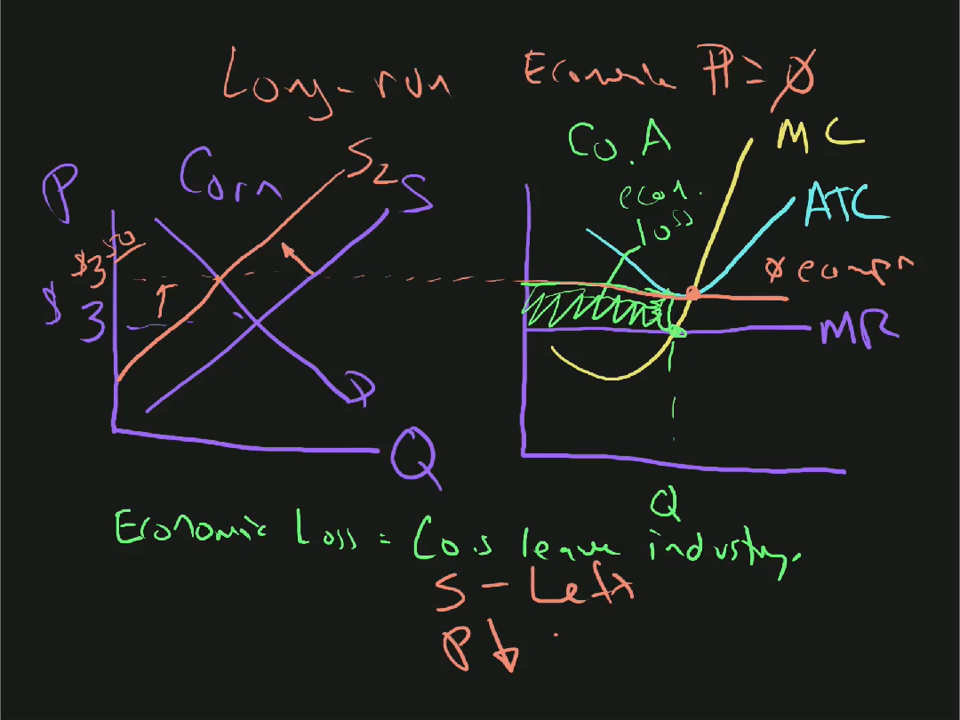 Long-run Economic π = ∅
Co. A
MC
Corn
S2
S
P
econ. loss
ATC
$3.50
∅ econ pr
$3
MR
D
Q
Q
Economic Loss = Co.s leave industry.
S - Left
P ↓